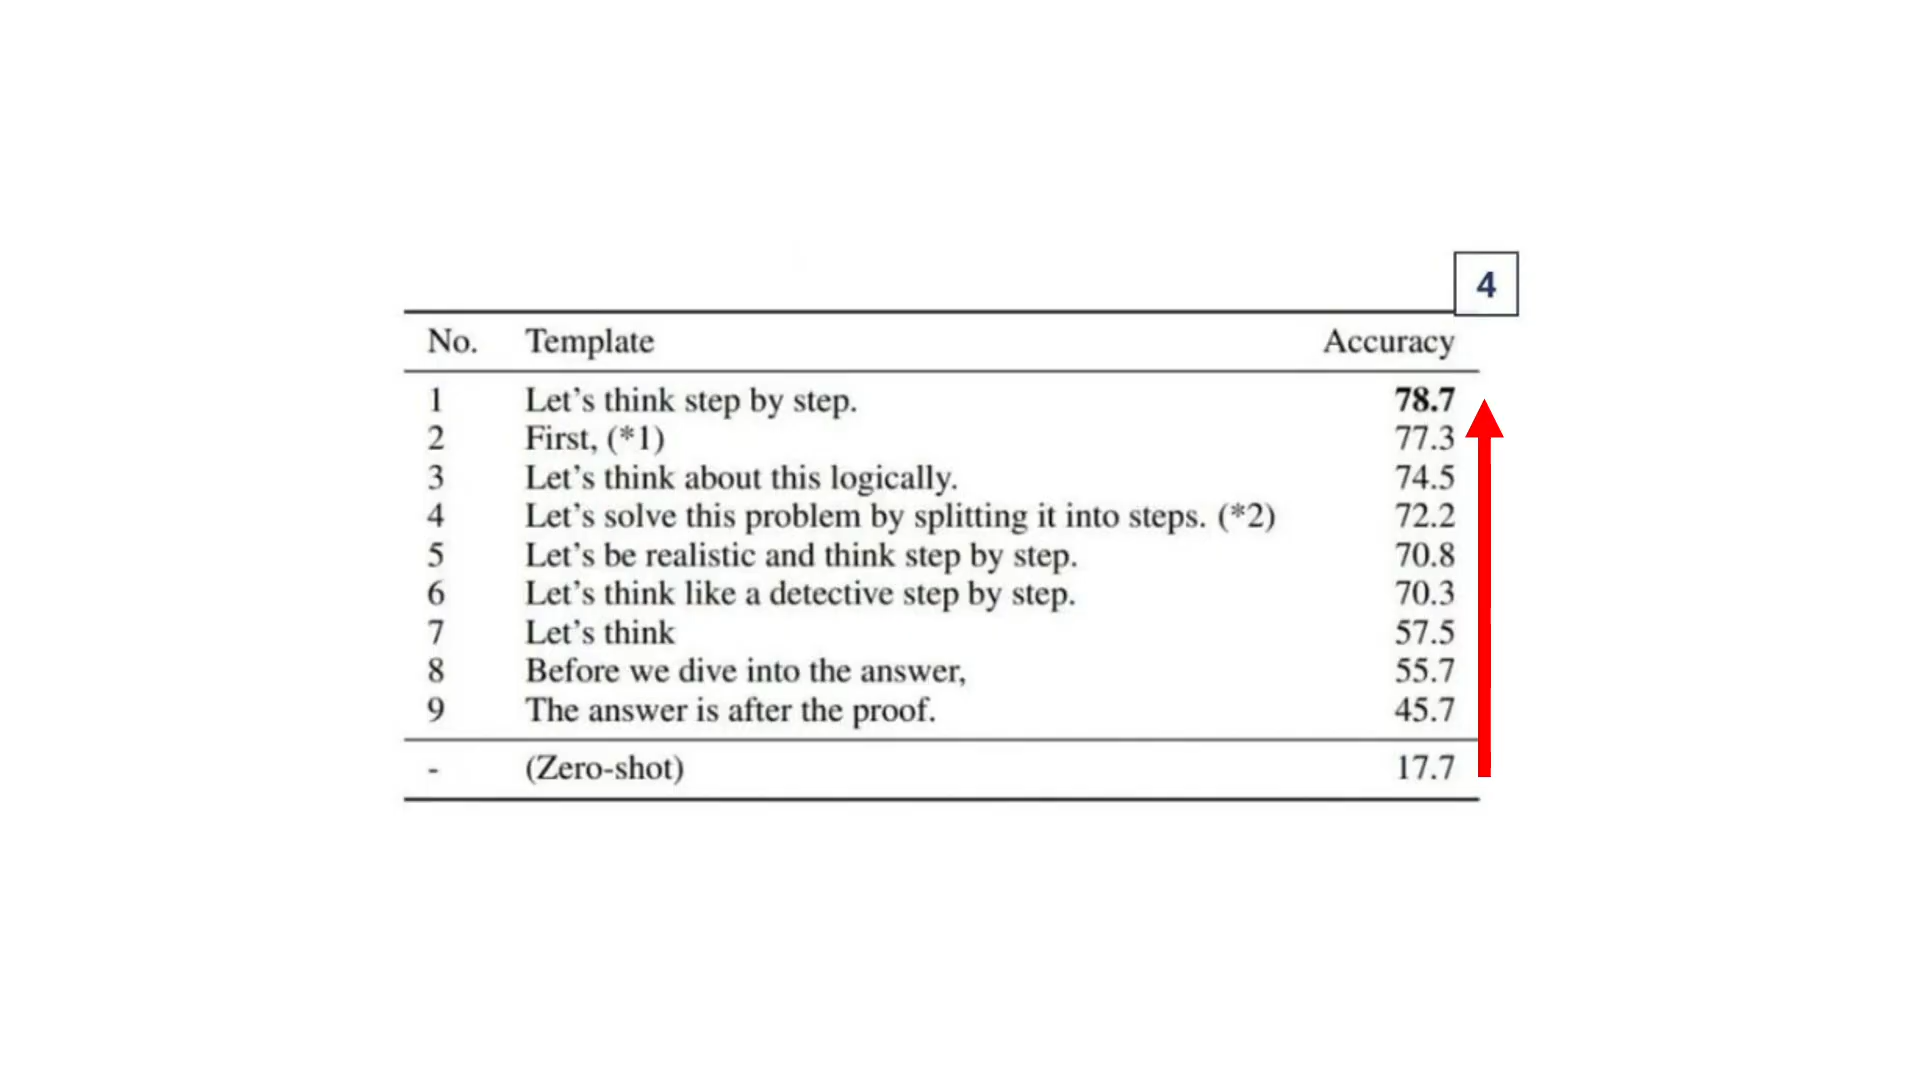 4
No. Template Accuracy
1 Let's think step by step. 78.7
2 First, (*1) 77.3
3 Let's think about this logically. 74.5
4 Let's solve this problem by splitting it into steps. (*2) 72.2
5 Let's be realistic and think step by step. 70.8
6 Let's think like a detective step by step. 70.3
7 Let's think 57.5
8 Before we dive into the answer, 55.7
9 The answer is after the proof. 45.7
- (Zero-shot) 17.7